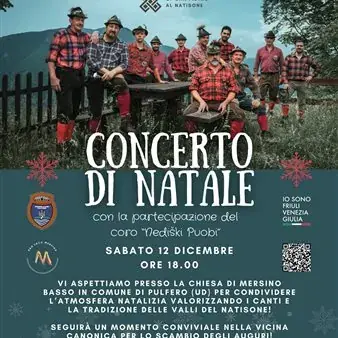 AL NATISONE
CONCERTO
DI NATALE
con la partecipazione del
coro "Nediški Puobi"
SABATO 12 DICEMBRE
ORE 18.00
IO SONO
FRIULI
VENEZIA
GIULIA
M
VI ASPETTIAMO PRESSO LA CHIESA DI MERSINO
BASSO IN COMUNE DI PULFERO (UD) PER CONDIVIDERE
L'ATMOSFERA NATALIZIA VALORIZZANDO I CANTI E
LA TRADIZIONE DELLE VALLI DEL NATISONE!
SEGUIRÀ UN MOMENTO CONVIVIALE NELLA VICINA
CANONICA PER LO SCAMBIO DEGLI AUGURI!